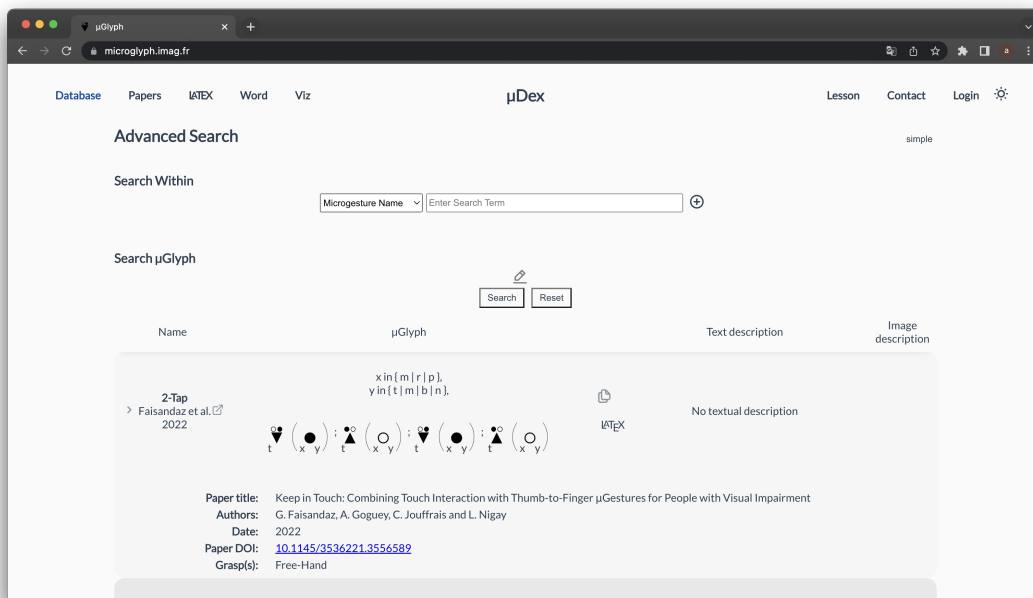 μGlyph
microglyph.imag.fr
a
Database Papers LATEX Word Viz μDex Lesson Contact Login
Advanced Search simple
Search Within
Microgesture Name Enter Search Term
Search μGlyph
Search Reset
Name μGlyph Text description Image description
x in { m | r | p },
y in { t | m | b | n },
2-Tap
Faisandaz et al.
2022
LATEX
No textual description
t ( x y ) ; t ( x y ) ; t ( x y ) ; t ( x y )
Paper title: Keep in Touch: Combining Touch Interaction with Thumb-to-Finger μGestures for People with Visual Impairment
Authors: G. Faisandaz, A. Goguey, C. Jouffrais and L. Nigay
Date: 2022
Paper DOI: 10.1145/3536221.3556589
Grasp(s): Free-Hand